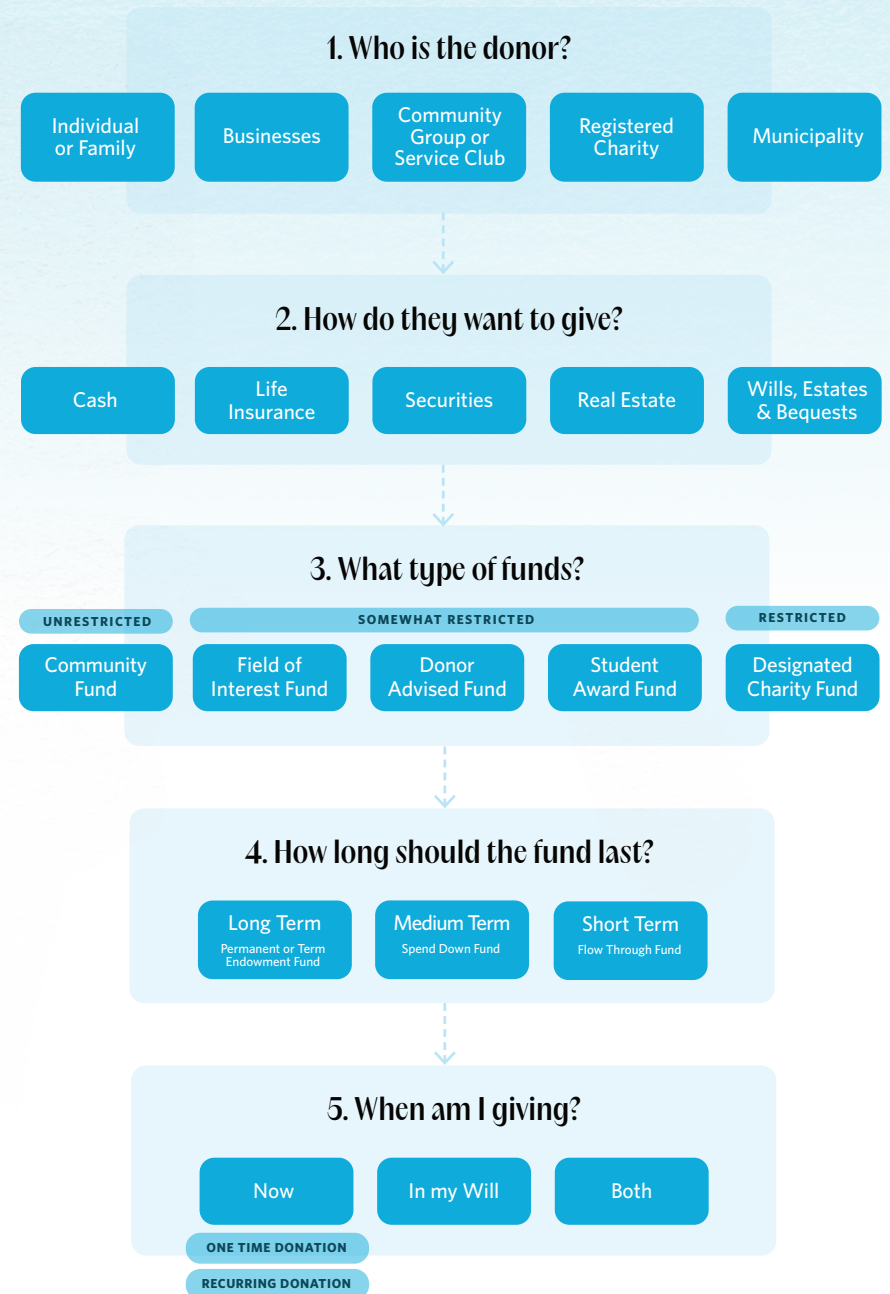 1. Who is the donor?
Individual
or Family
Businesses
Community
Group or
Service Club
Registered
Charity
Municipality
2. How do they want to give?
Cash
Life
Insurance
Securities
Real Estate
Wills, Estates
& Bequests
3. What type of funds?
UNRESTRICTED
SOMEWHAT RESTRICTED
RESTRICTED
Community
Fund
Field of
Interest Fund
Donor
Advised Fund
Student
Award Fund
Designated
Charity Fund
4. How long should the fund last?
Long Term
Permanent or Term
Endowment Fund
Medium Term
Spend Down Fund
Short Term
Flow Through Fund
5. When am I giving?
Now
In my Will
Both
ONE TIME DONATION
RECURRING DONATION